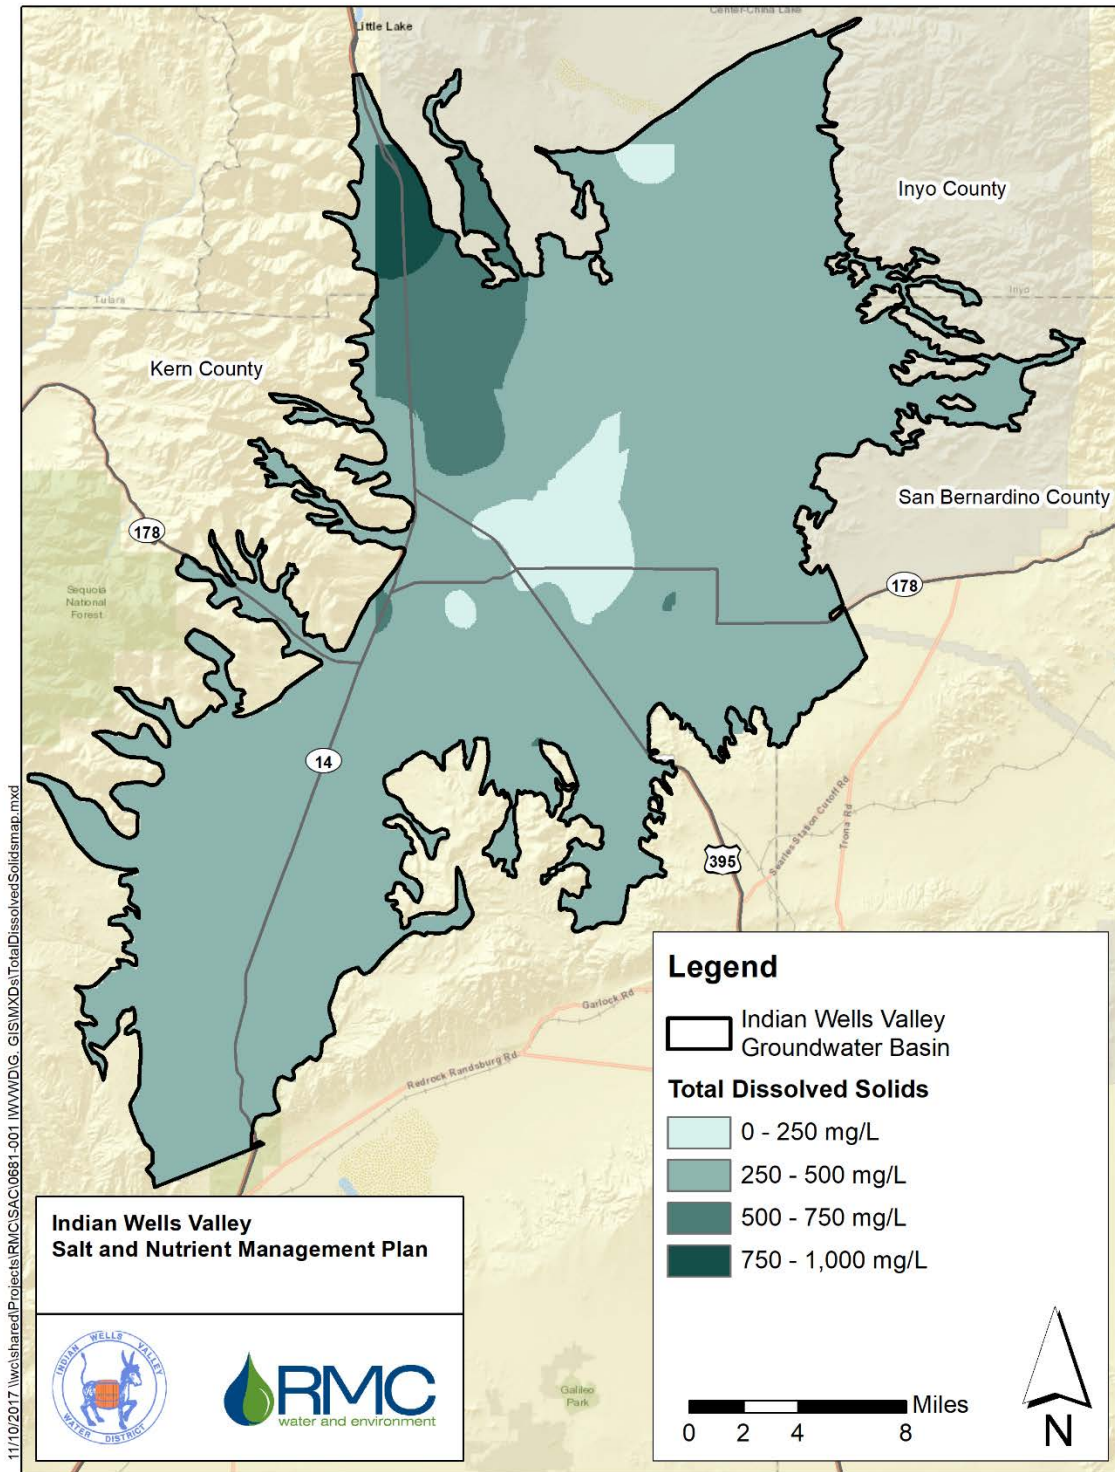 Little Lake
Center-China Lake
Inyo County
Tulara
Inyo
Kern County
San Bernardino County
178
178
Sequoia
National
Forest
14
395
Searles Station Cutoff Rd
Trona Rd
Garlock Rd
Redrock Randsburg Rd
Galileo
Park
Legend
Indian Wells Valley
Groundwater Basin
Total Dissolved Solids
0 - 250 mg/L
250 - 500 mg/L
500 - 750 mg/L
750 - 1,000 mg/L
Miles
0 2 4 8
N
Indian Wells Valley
Salt and Nutrient Management Plan
INDIAN WELLS VALLEY
WATER DISTRICT
RMC
water and environment
11/10/2017 \\wc\shared\Projects\RMC\SAC\0681-001 IWVWD\G. GIS\MXDs\TotalDissolvedSolidsmap.mxd